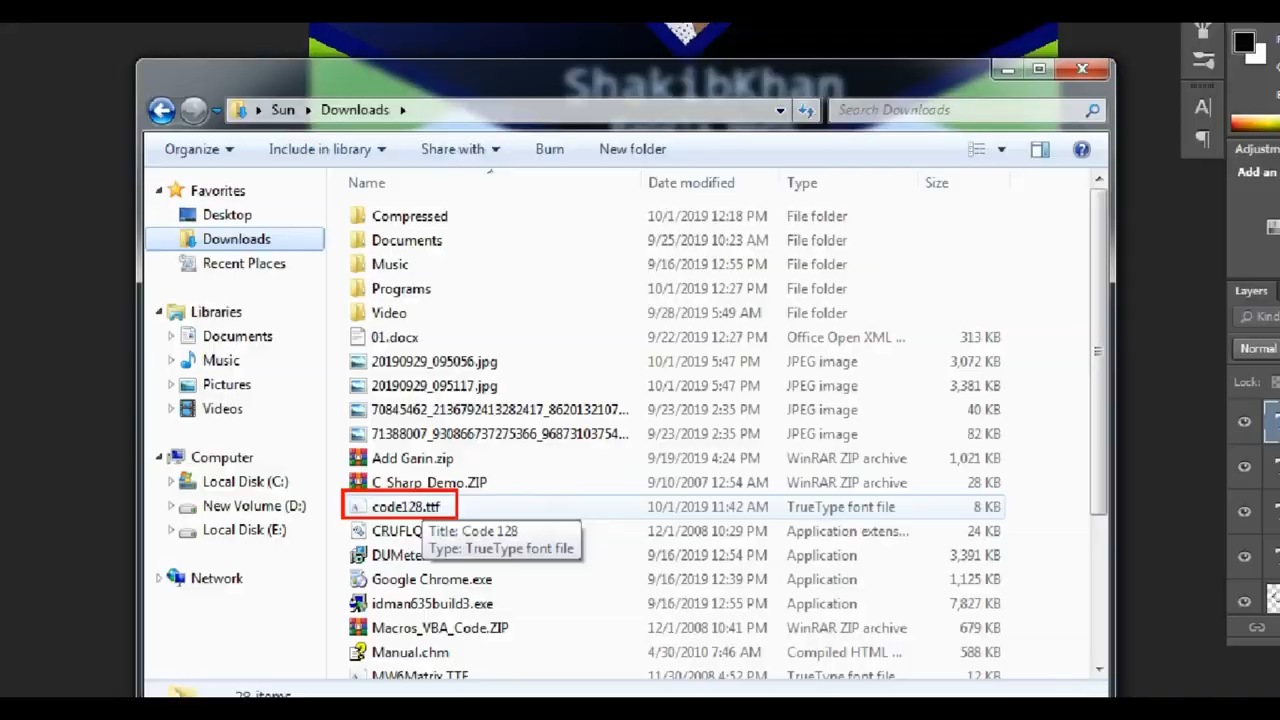 ShakibKhan
Sun
Downloads
Search Downloads
Organize
Include in library
Share with
Burn
New folder
Name
Date modified
Type
Size
Favorites
Desktop
Downloads
Recent Places
Libraries
Documents
Music
Pictures
Videos
Computer
Local Disk (C:)
New Volume (D:)
Local Disk (E:)
Network
Compressed 10/1/2019 12:18 PM File folder
Documents 9/25/2019 10:23 AM File folder
Music 9/16/2019 12:55 PM File folder
Programs 10/1/2019 12:27 PM File folder
Video 9/28/2019 5:49 AM File folder
01.docx 9/22/2019 12:27 PM Office Open XML ... 313 KB
20190929_095056.jpg 10/1/2019 5:47 PM JPEG image 3,072 KB
20190929_095117.jpg 10/1/2019 5:47 PM JPEG image 3,381 KB
70845462_2136792413282417_8620132107... 9/23/2019 2:35 PM JPEG image 40 KB
71388007_930866737275366_96873103754... 9/23/2019 2:35 PM JPEG image 82 KB
Add Garin.zip 9/19/2019 4:24 PM WinRAR ZIP archive 1,021 KB
C_Sharp_Demo.ZIP 9/10/2007 12:54 AM WinRAR ZIP archive 28 KB
code128.ttf 10/1/2019 11:42 AM TrueType font file 8 KB
CRUFLQ 12/1/2008 10:29 PM Application extens... 24 KB
Title: Code 128
Type: TrueType font file
DUMete 9/16/2019 12:54 PM Application 3,391 KB
Google Chrome.exe 9/16/2019 12:39 PM Application 1,125 KB
idman635build3.exe 9/16/2019 12:55 PM Application 7,827 KB
Macros_VBA_Code.ZIP 12/1/2008 10:41 PM WinRAR ZIP archive 679 KB
Manual.chm 4/30/2010 7:46 AM Compiled HTML ... 588 KB
MW6Matrix.TTF 11/30/2008 4:52 PM TrueType font file 12 KB
28 items
Adjustm
Add an
Layers
Kind
Normal
Lock: